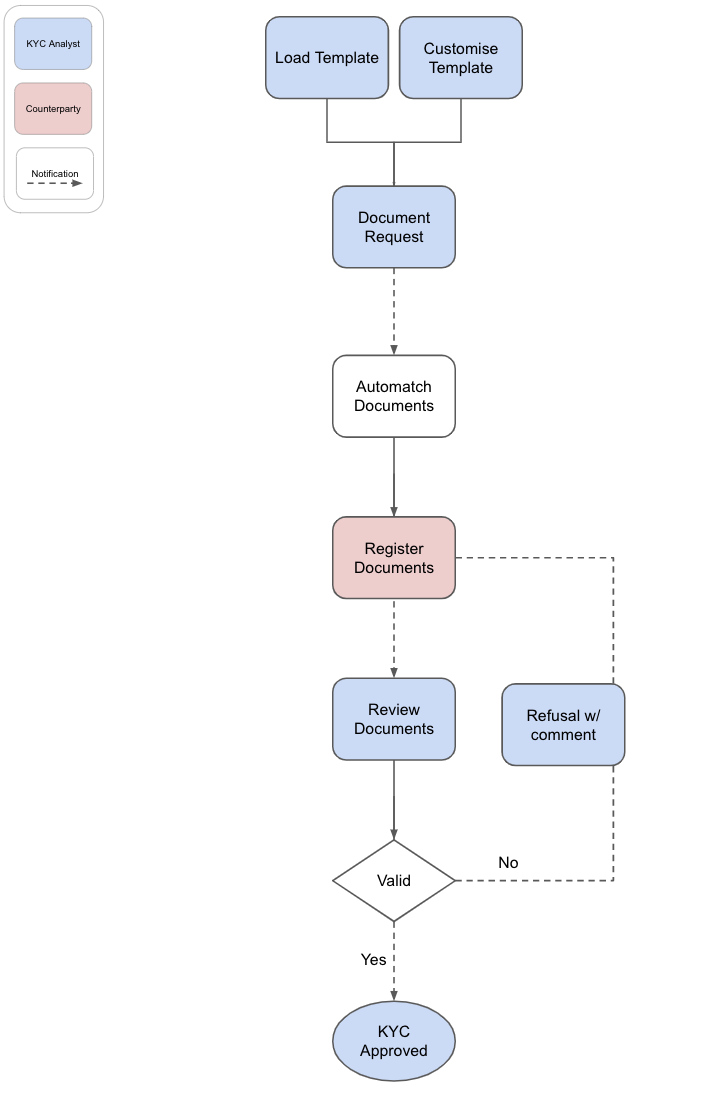 KYC Analyst
Counterparty
Notification
Load Template
Customise
Template
Document
Request
Automatch
Documents
Register
Documents
Review
Documents
Refusal w/
comment
Valid
No
Yes
KYC
Approved